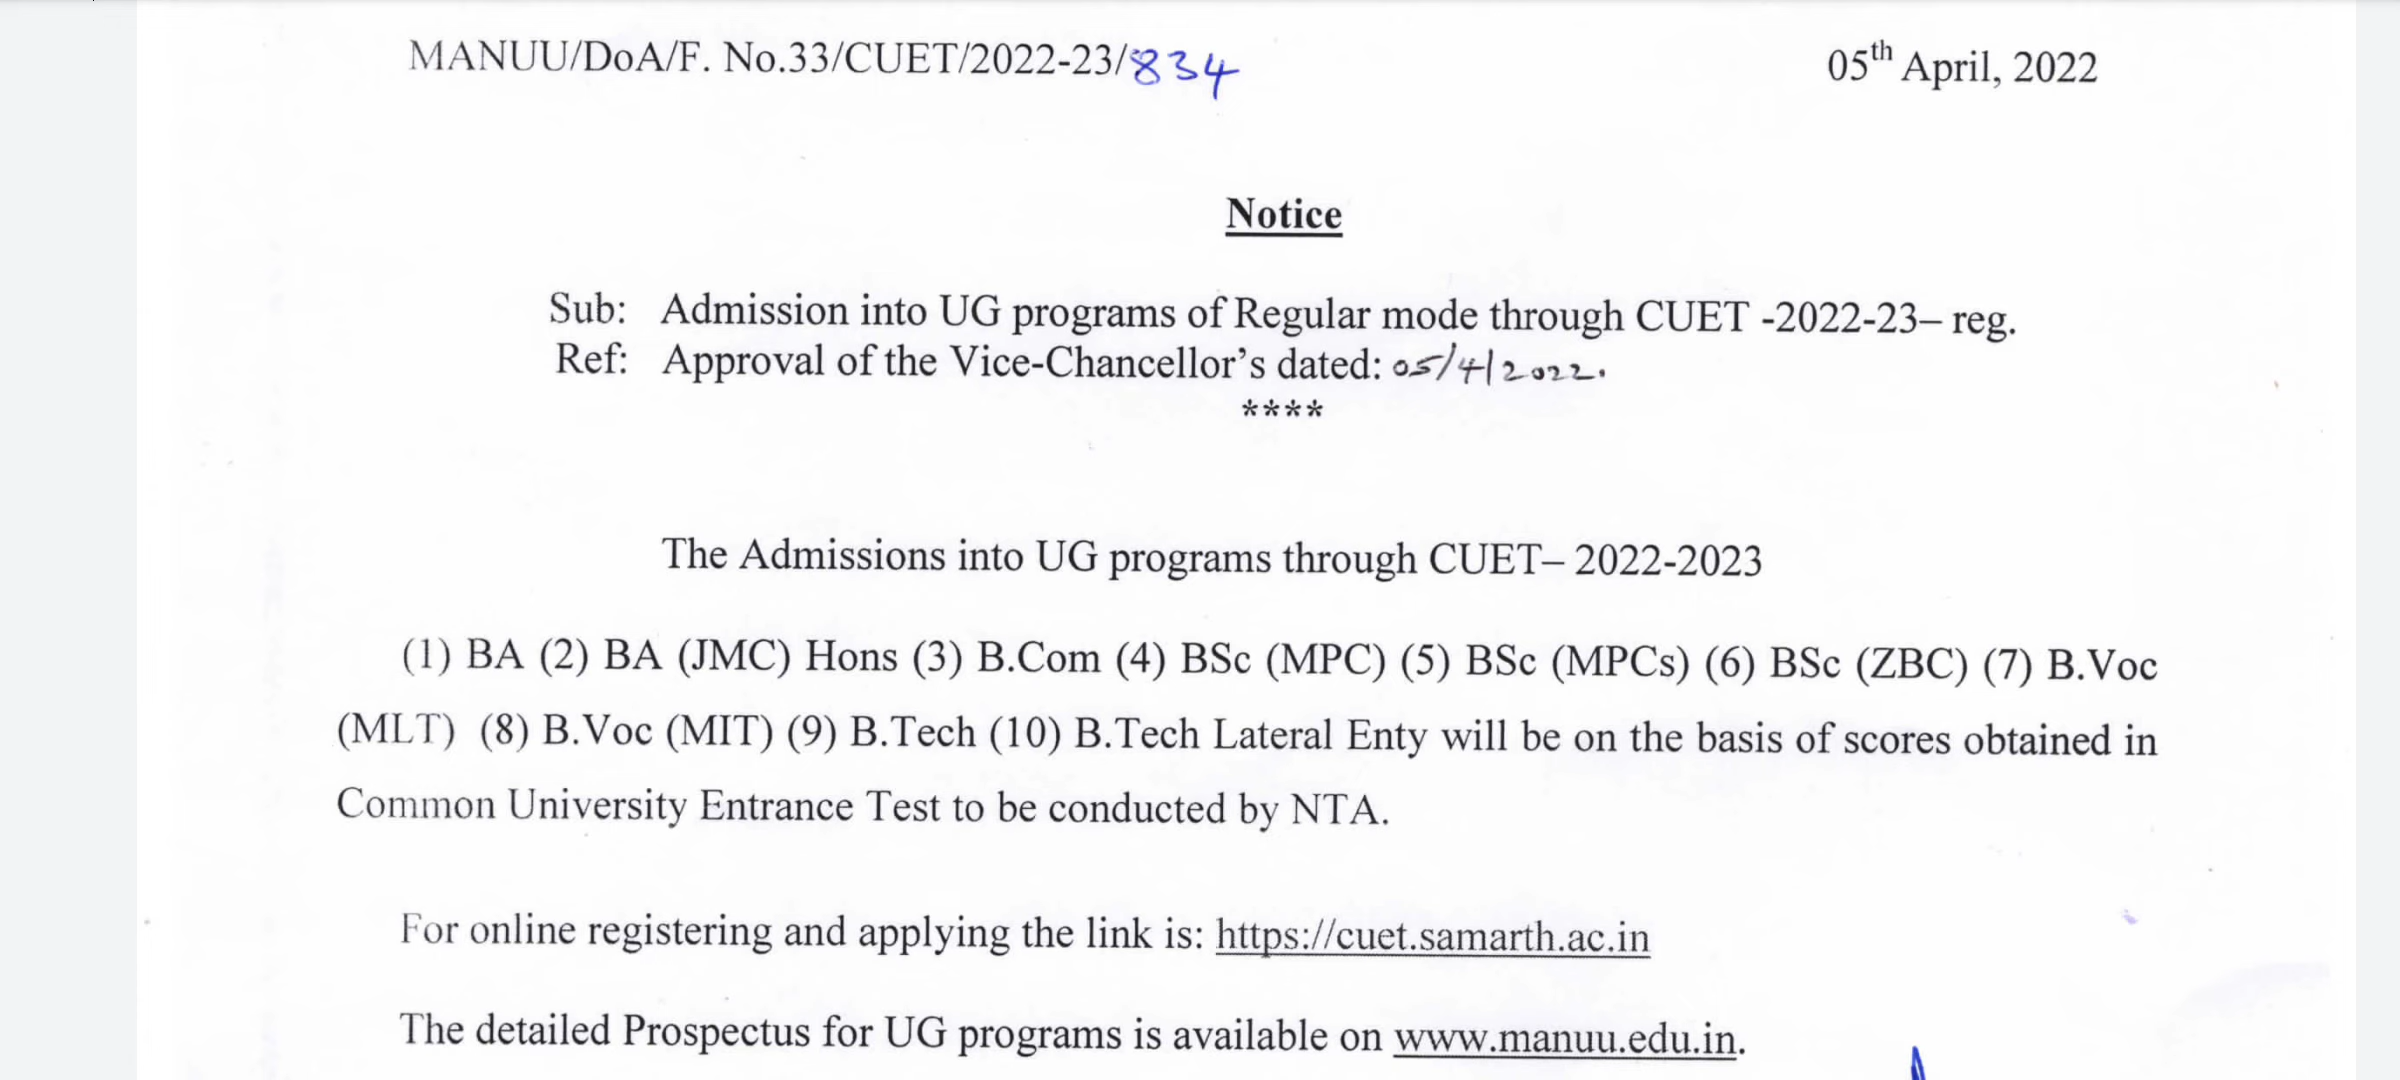 MANUU/DoA/F. No.33/CUET/2022-23/834
05th April, 2022
Notice
Sub: Admission into UG programs of Regular mode through CUET -2022-23– reg.
Ref: Approval of the Vice-Chancellor’s dated: 05/4/2022.
****
The Admissions into UG programs through CUET– 2022-2023
(1) BA (2) BA (JMC) Hons (3) B.Com (4) BSc (MPC) (5) BSc (MPCs) (6) BSc (ZBC) (7) B.Voc
(MLT) (8) B.Voc (MIT) (9) B.Tech (10) B.Tech Lateral Enty will be on the basis of scores obtained in
Common University Entrance Test to be conducted by NTA.
For online registering and applying the link is: https://cuet.samarth.ac.in
The detailed Prospectus for UG programs is available on www.manuu.edu.in.